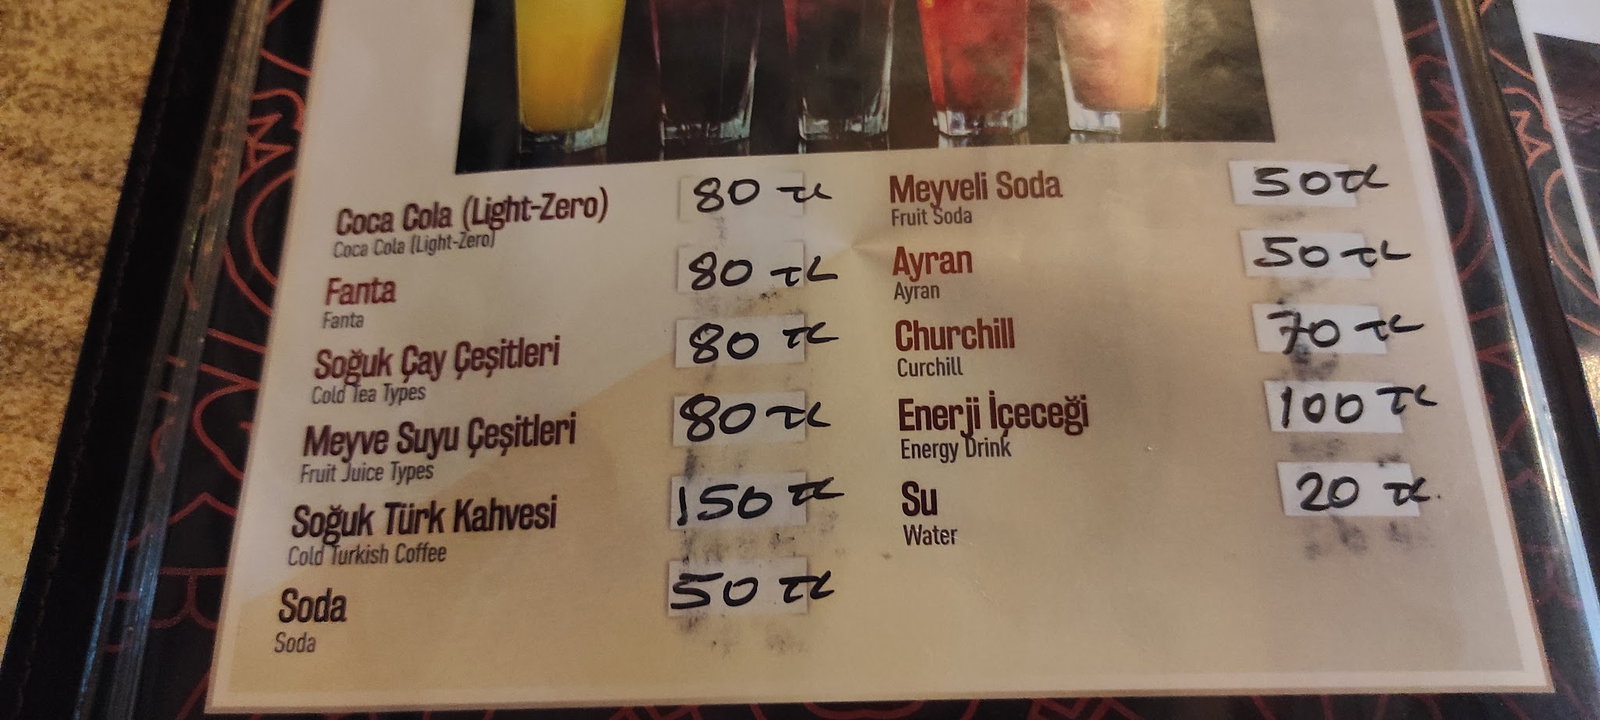 Coca Cola (Light-Zero) 80 TL
Coca Cola (Light-Zero)
Fanta 80 TL
Fanta
Soğuk Çay Çeşitleri 80 TL
Cold Tea Types
Meyve Suyu Çeşitleri 80 TL
Fruit Juice Types
Soğuk Türk Kahvesi 150 TL
Cold Turkish Coffee
Soda 50 TL
Soda
Meyveli Soda 50 TL
Fruit Soda
Ayran 50 TL
Ayran
Churchill 70 TL
Curchill
Enerji İçeceği 100 TL
Energy Drink
Su 20 TL.
Water